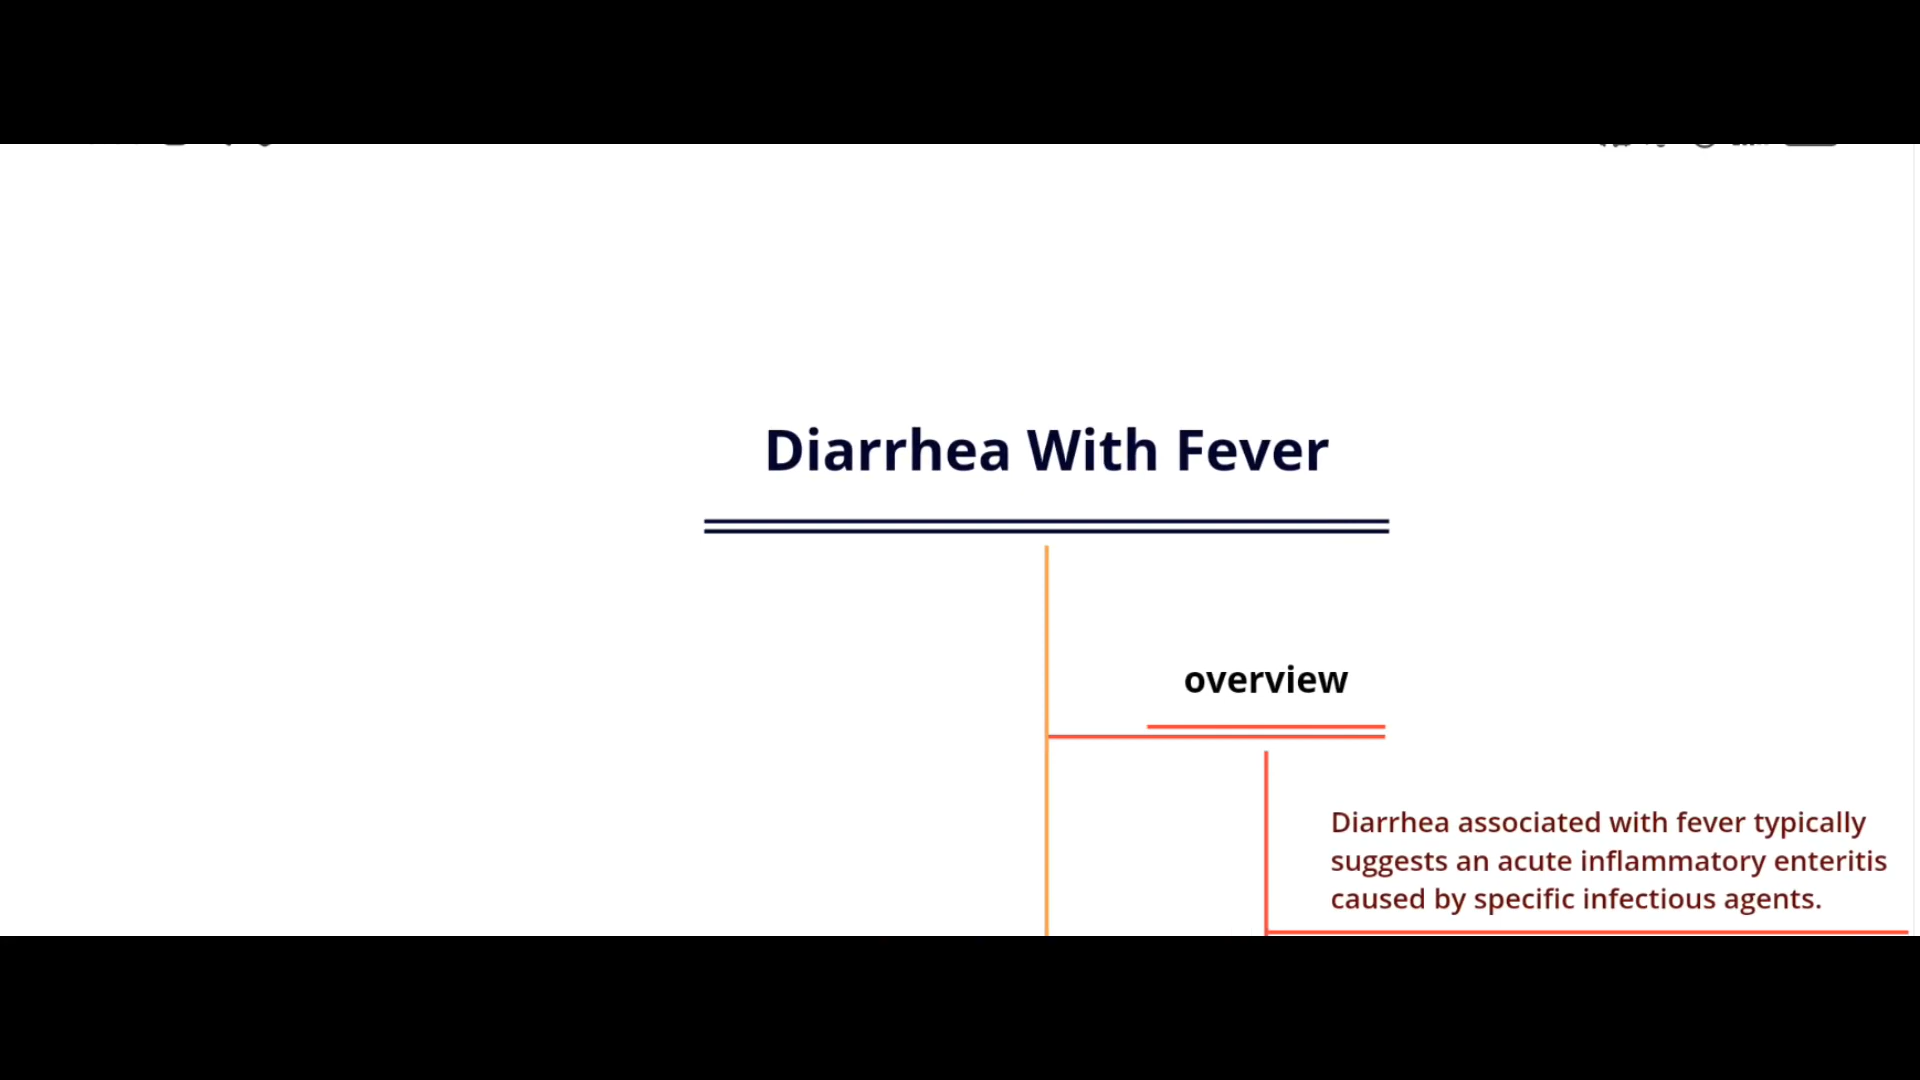 Diarrhea With Fever
overview
Diarrhea associated with fever typically
suggests an acute inflammatory enteritis
caused by specific infectious agents.